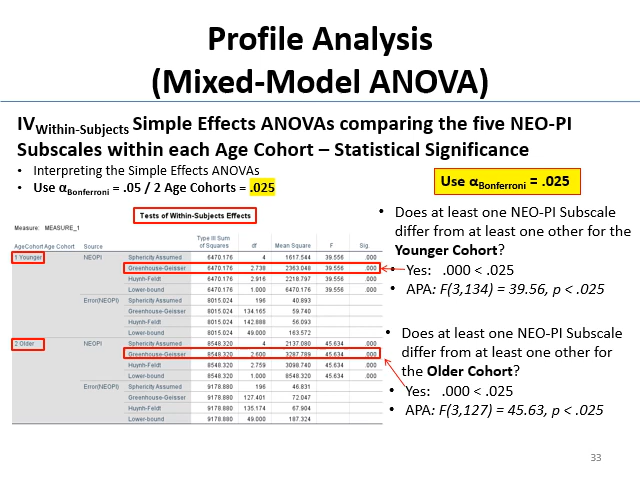 Profile Analysis
(Mixed-Model ANOVA)
IVWithin-Subjects Simple Effects ANOVAs comparing the five NEO-PI
Subscales within each Age Cohort – Statistical Significance
• Interpreting the Simple Effects ANOVAs
• Use αBonferroni = .05 / 2 Age Cohorts = .025
Use αBonferroni = .025
Tests of Within-Subjects Effects
Measure: MEASURE_1
AgeCohort Age Cohort Source Type III Sum of Squares df Mean Square F Sig.
1 Younger NEOPI Sphericity Assumed 6470.176 4 1617.544 39.556 .000
Greenhouse-Geisser 6470.176 2.738 2363.048 39.556 .000
Huynh-Feldt 6470.176 2.916 2218.797 39.556 .000
Lower-bound 6470.176 1.000 6470.176 39.556 .000
Error(NEOPI) Sphericity Assumed 8015.024 196 40.893
Greenhouse-Geisser 8015.024 134.165 59.740
Huynh-Feldt 8015.024 142.888 56.093
Lower-bound 8015.024 49.000 163.572
2 Older NEOPI Sphericity Assumed 8548.320 4 2137.080 45.634 .000
Greenhouse-Geisser 8548.320 2.600 3287.789 45.634 .000
Huynh-Feldt 8548.320 2.759 3098.740 45.634 .000
Lower-bound 8548.320 1.000 8548.320 45.634 .000
Error(NEOPI) Sphericity Assumed 9178.880 196 46.831
Greenhouse-Geisser 9178.880 127.401 72.047
Huynh-Feldt 9178.880 135.174 67.904
Lower-bound 9178.880 49.000 187.324
• Does at least one NEO-PI Subscale
differ from at least one other for the
Younger Cohort?
• Yes: .000 < .025
• APA: F(3,134) = 39.56, p < .025
• Does at least one NEO-PI Subscale
differ from at least one other for
the Older Cohort?
• Yes: .000 < .025
• APA: F(3,127) = 45.63, p < .025
33